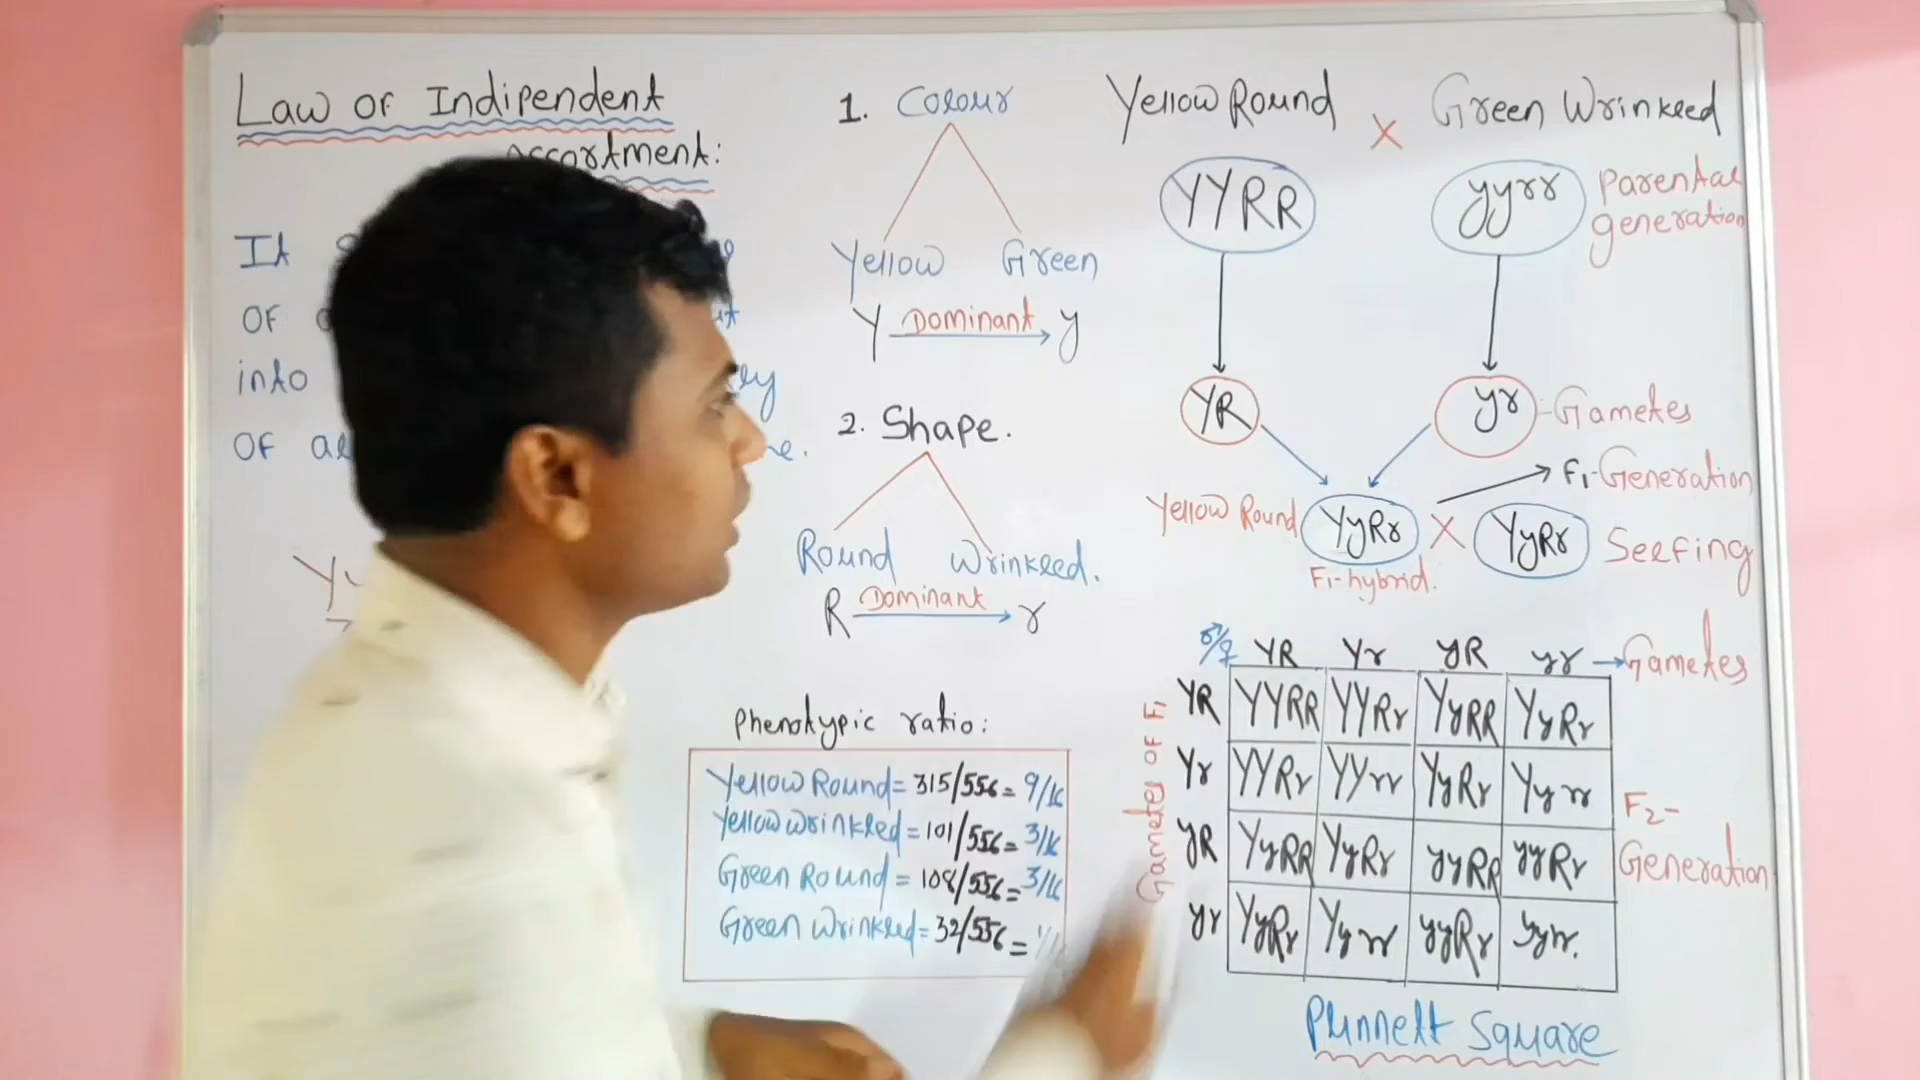 Law of Indipendent
assortment:
It
of
into
of
1. Colour
Yellow Green
Y Dominant y
2. Shape.
Round Wrinkled.
R Dominant r
Phenotypic ratio:
Yellow Round = 315/556 = 9/16
Yellow wrinkled = 101/556 = 3/16
Green Round = 108/556 = 3/16
Green Wrinkled = 32/556 =
Yellow Round X Green Wrinkled
YYRR yyrr Parental
generation
YR yr - Gametes
F1-Generation
Yellow Round YyRr X YyRr Selfing
F1-hybrid.
♂/♀ YR Yr yR yr → Gametes
Gametes of F1
YR YYRR YYRr YyRR YyRr
Yr YYRr YYrr YyRr Yyrr
yR YyRR YyRr yyRR yyRr
yr YyRr Yyrr yyRr yyrr.
F2-
Generation
Punnett Square